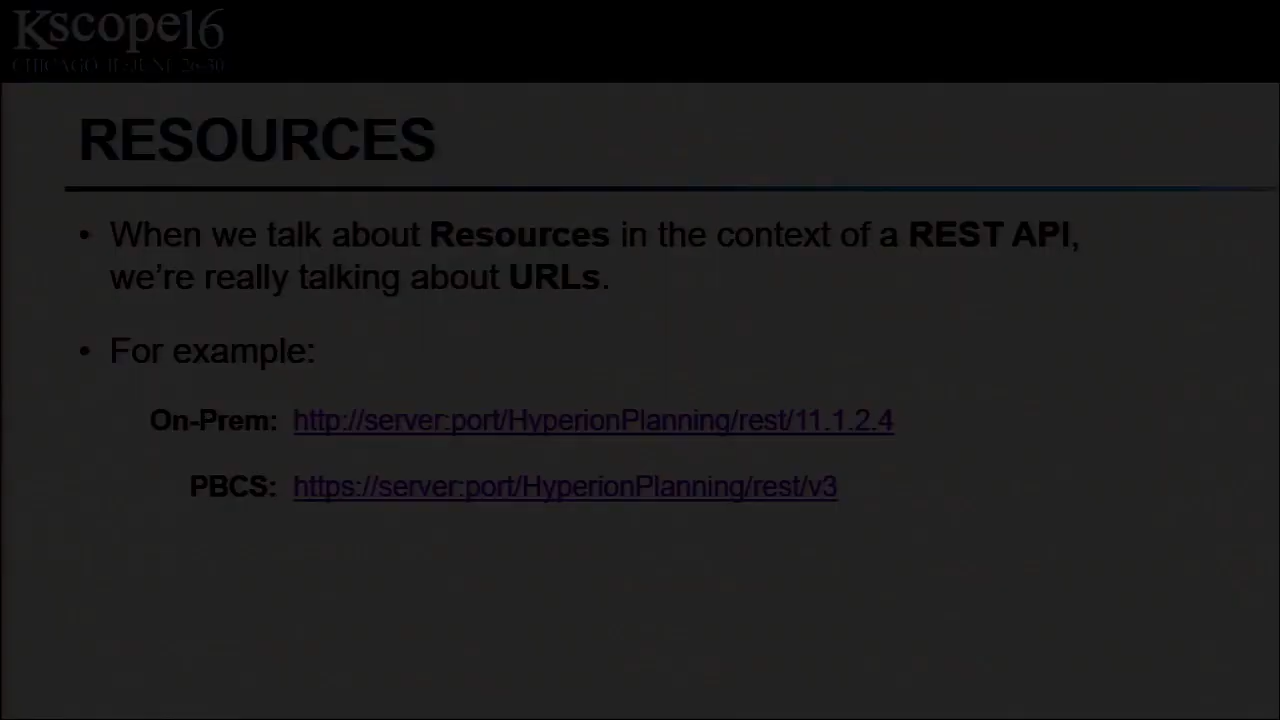 Kscope16
CHICAGO IL JUNE 26-30
RESOURCES
• When we talk about Resources in the context of a REST API,
we're really talking about URLs.
• For example:
On-Prem: http://server:port/HyperionPlanning/rest/11.1.2.4
PBCS: https://server:port/HyperionPlanning/rest/v3